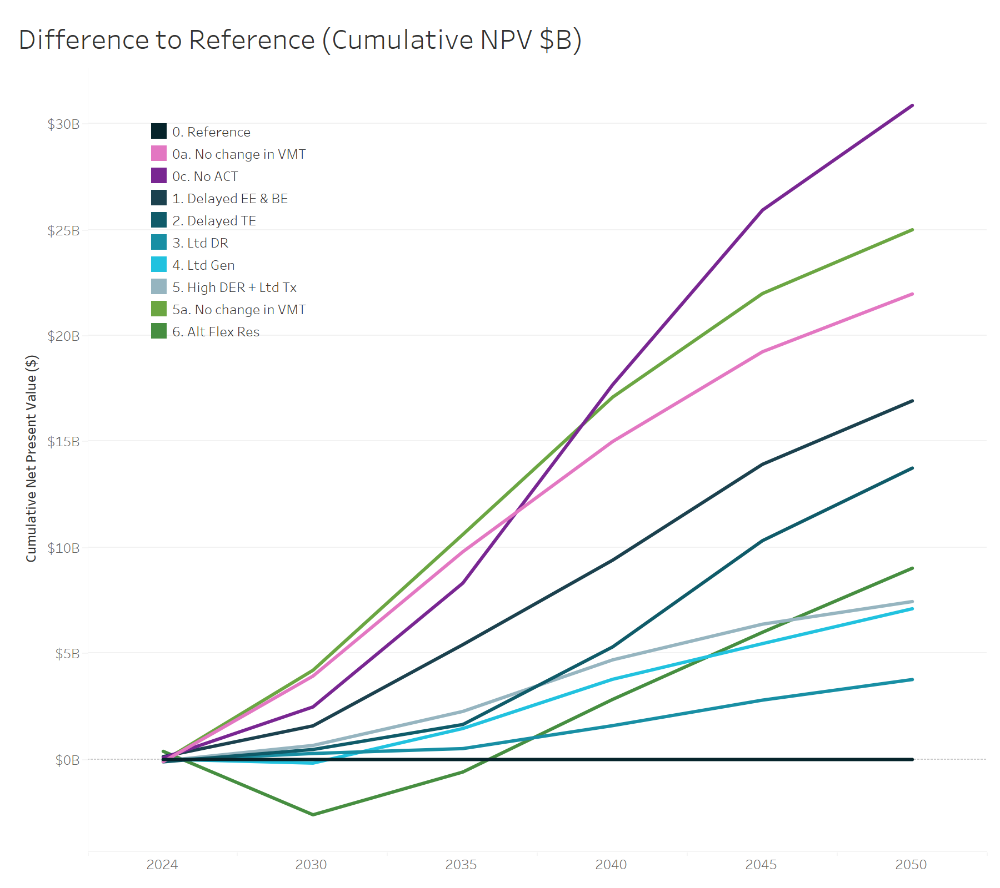 Difference to Reference (Cumulative NPV $B)
Cumulative Net Present Value ($)
$30B
$25B
$20B
$15B
$10B
$5B
$0B
0. Reference
0a. No change in VMT
0c. No ACT
1. Delayed EE & BE
2. Delayed TE
3. Ltd DR
4. Ltd Gen
5. High DER + Ltd Tx
5a. No change in VMT
6. Alt Flex Res
2024 2030 2035 2040 2045 2050